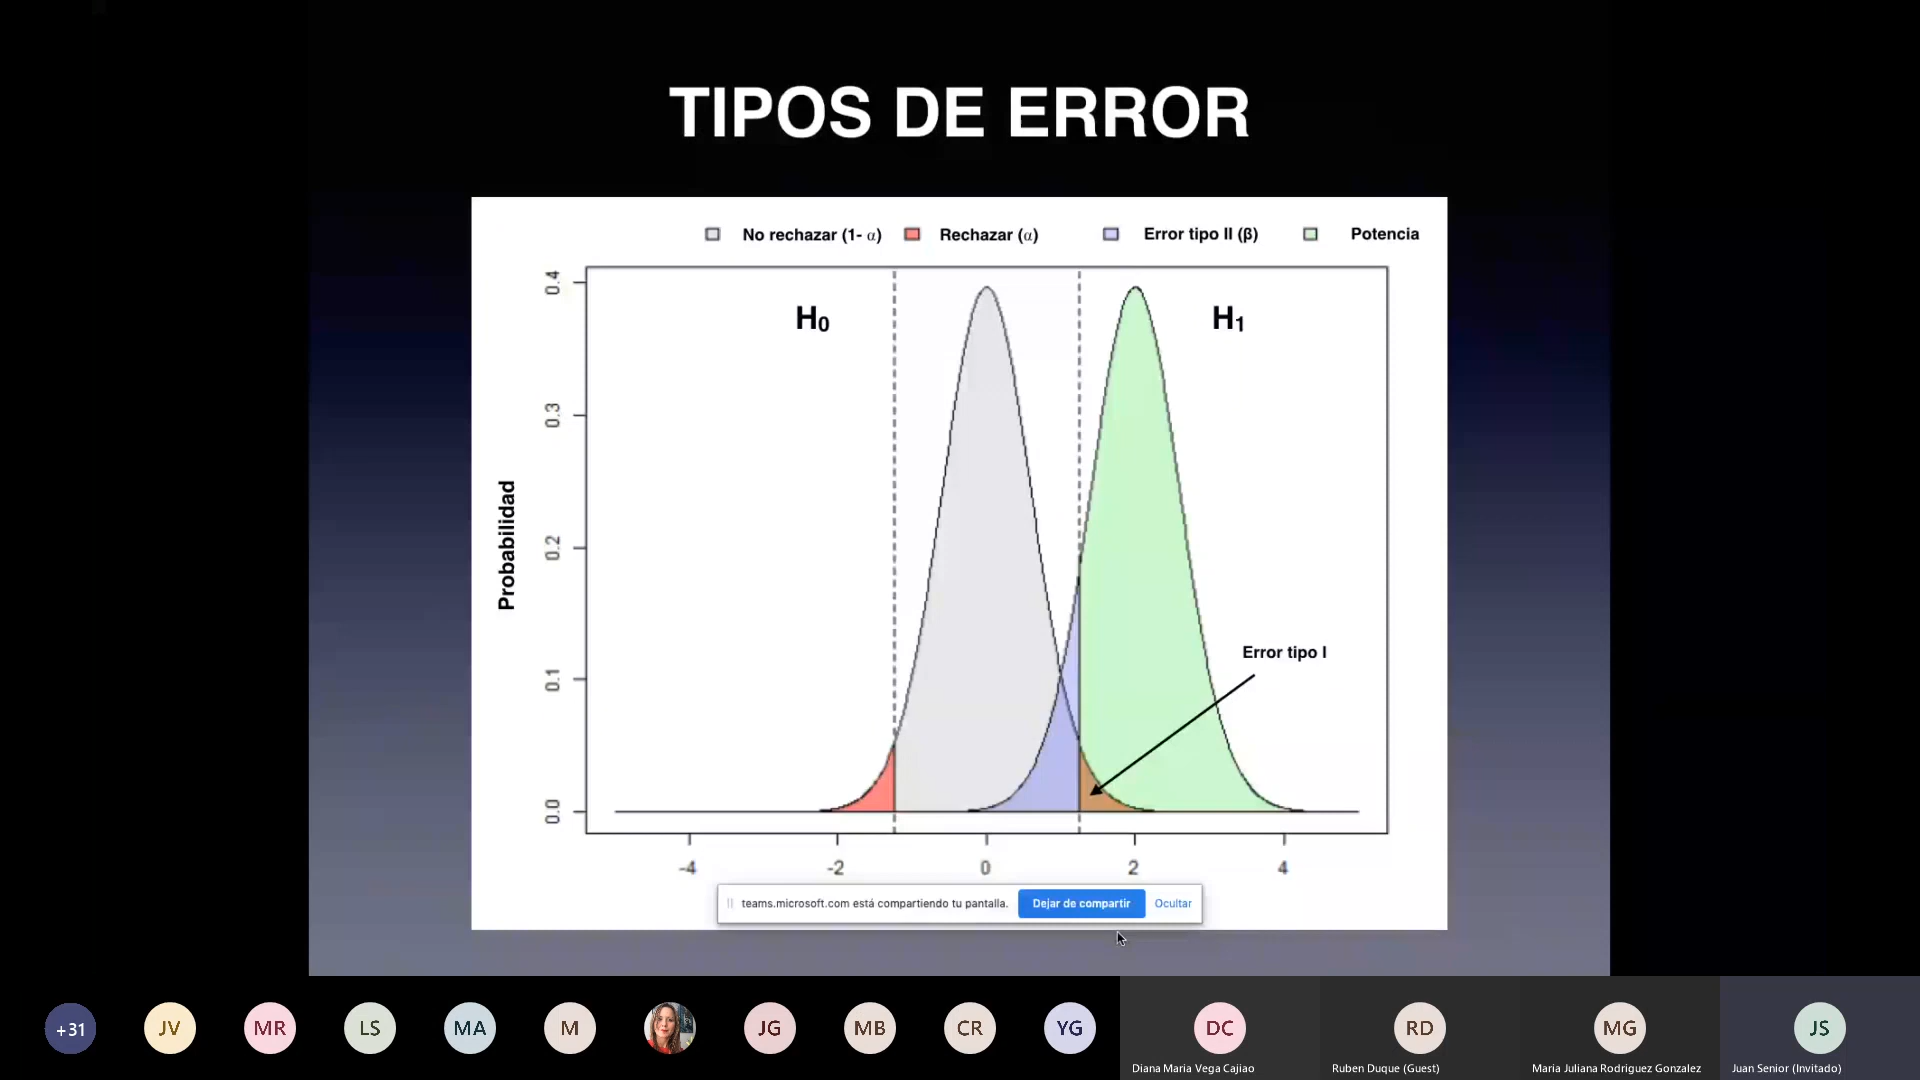 TIPOS DE ERROR
No rechazar (1- α) Rechazar (α) Error tipo II (β) Potencia
0.4
H₀ H₁
0.3
Probabilidad
0.2
Error tipo I
0.1
0.0
-4 -2 0 2 4
teams.microsoft.com está compartiendo tu pantalla. Dejar de compartir Ocultar
+31 JV MR LS MA M JG MB CR YG DC RD MG JS
Diana Maria Vega Cajiao Ruben Duque (Guest) Maria Juliana Rodriguez Gonzalez Juan Senior (Invitado)